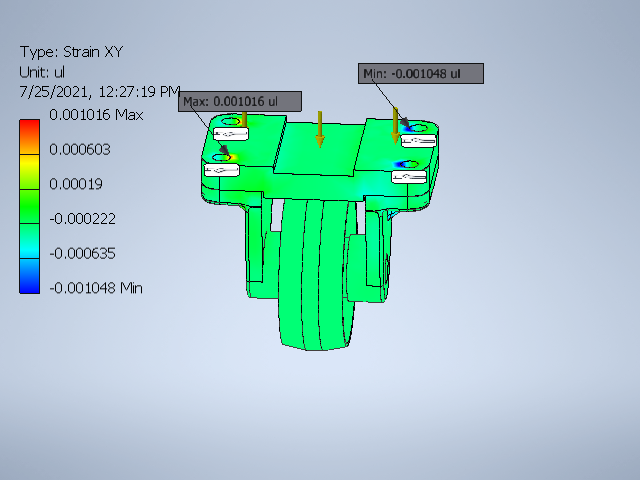 Type: Strain XY
Unit: ul
7/25/2021, 12:27:19 PM
0.001016 Max
0.000603
0.00019
-0.000222
-0.000635
-0.001048 Min
Max: 0.001016 ul
Min: -0.001048 ul